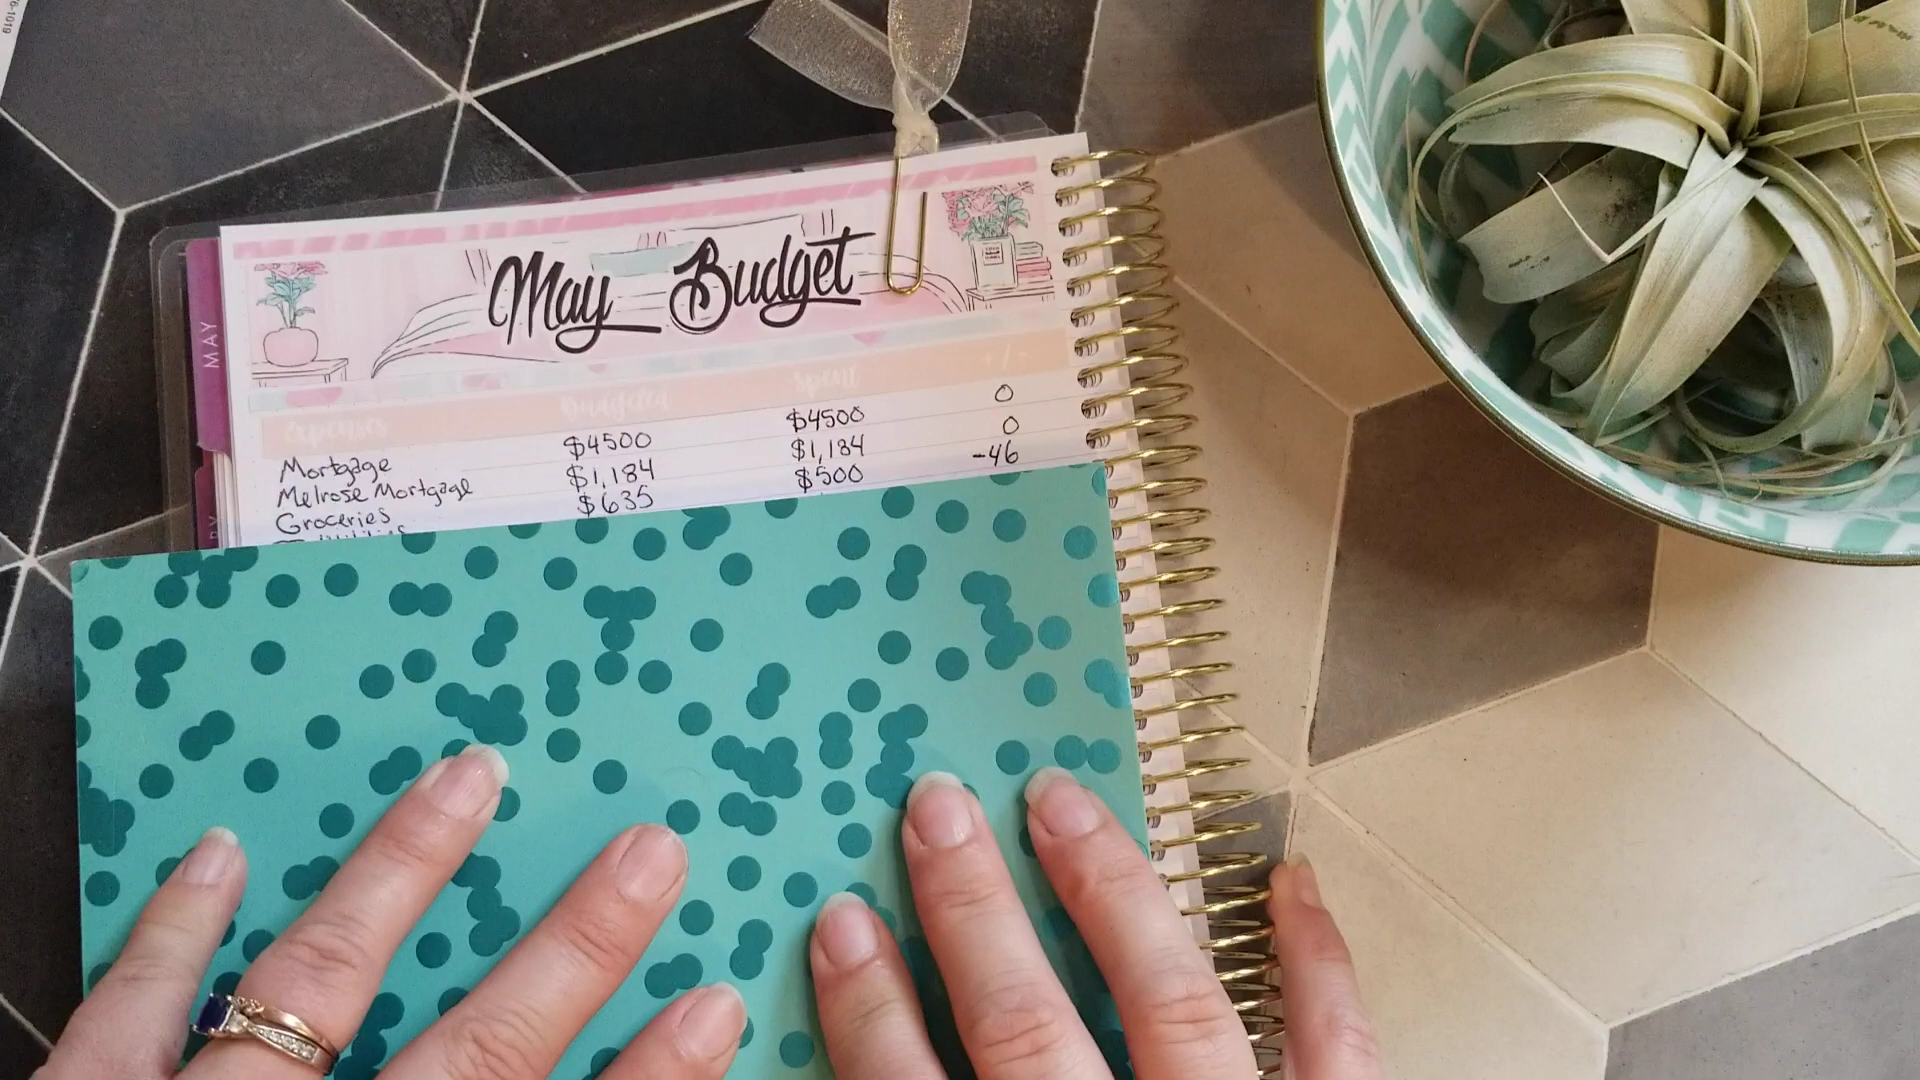 May Budget
expenses Budgeted Spent +/-
Mortgage $4500 $4500 0
Melrose Mortgage $1,184 $1,184 0
Groceries $635 $500 -46
MAY